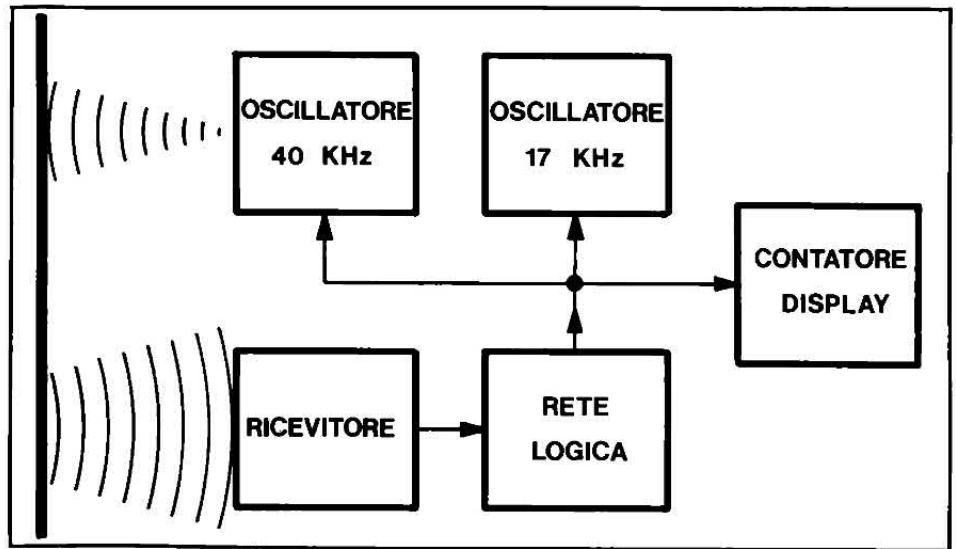 OSCILLATORE
40 KHz
OSCILLATORE
17 KHz
CONTATORE
DISPLAY
RICEVITORE
RETE
LOGICA